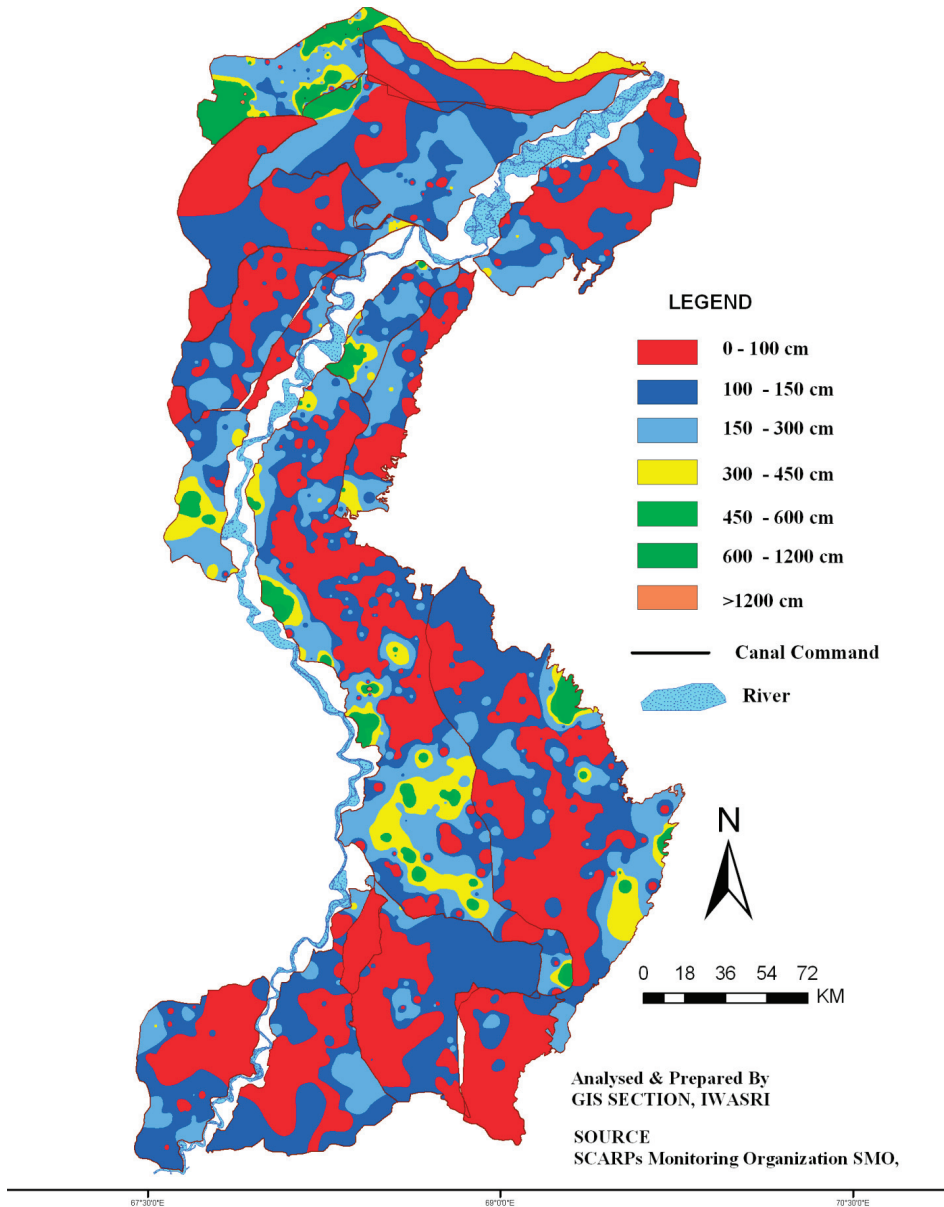 LEGEND
0 - 100 cm
100 - 150 cm
150 - 300 cm
300 - 450 cm
450 - 600 cm
600 - 1200 cm
>1200 cm
Canal Command
River
N
0 18 36 54 72
KM
Analysed & Prepared By
GIS SECTION, IWASRI
SOURCE
SCARPs Monitoring Organization SMO,
67°30'0"E 69°0'0"E 70°30'0"E